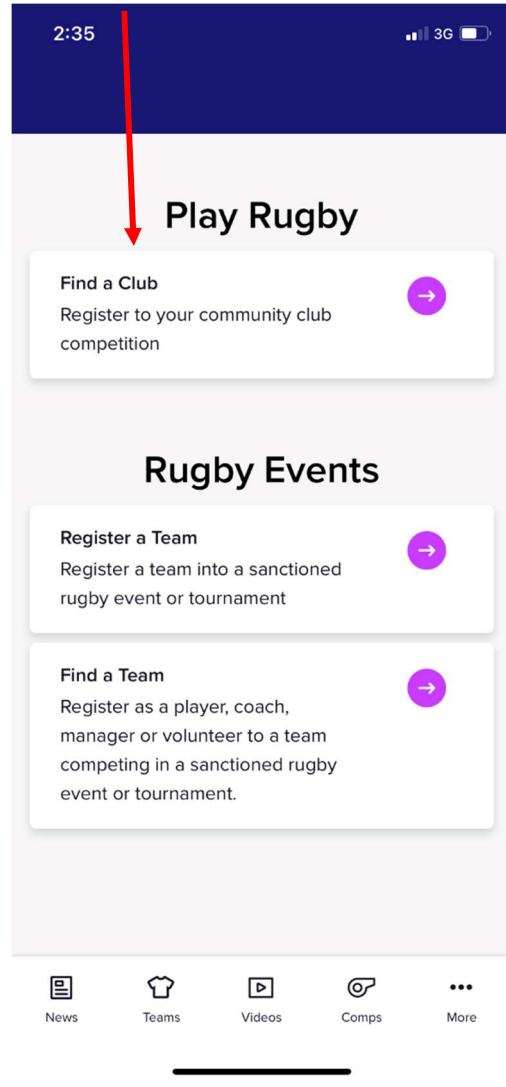 2:35
3G
Play Rugby
Find a Club
Register to your community club
competition
Rugby Events
Register a Team
Register a team into a sanctioned
rugby event or tournament
Find a Team
Register as a player, coach,
manager or volunteer to a team
competing in a sanctioned rugby
event or tournament.
News Teams Videos Comps More